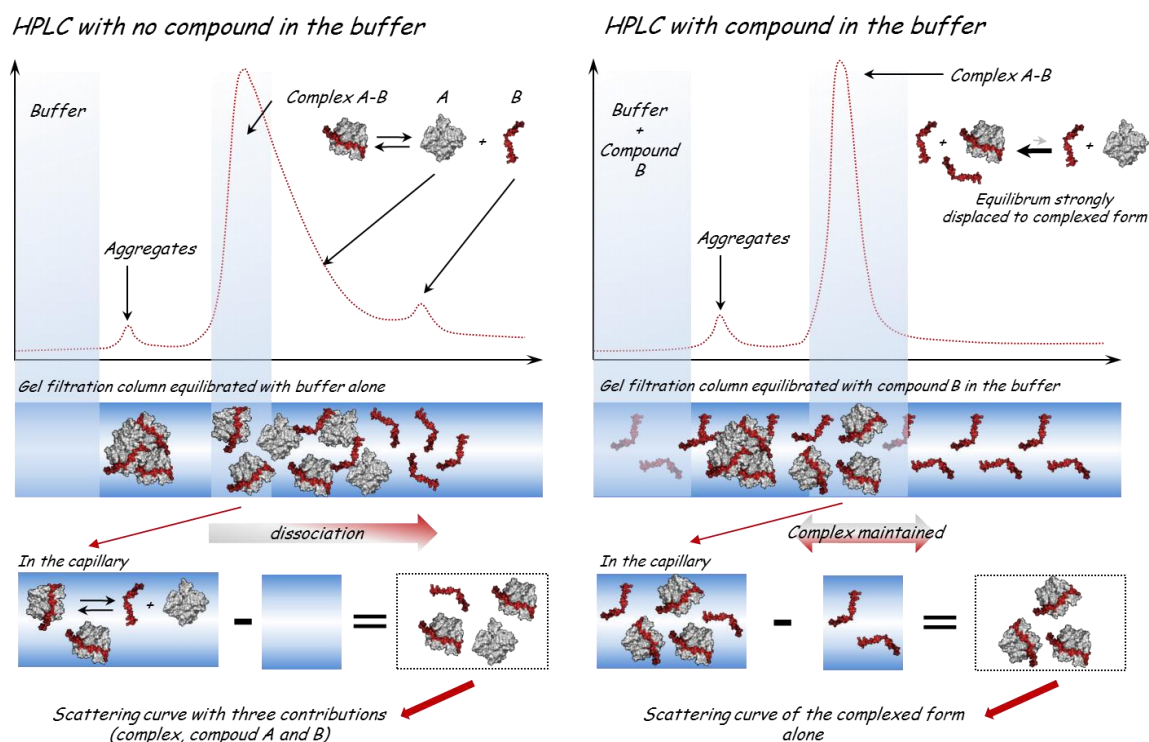 HPLC with no compound in the buffer
Buffer
Complex A-B
A
B
+
Aggregates
Gel filtration column equilibrated with buffer alone
dissociation
In the capillary
+
-
=
Scattering curve with three contributions
(complex, compoud A and B)
HPLC with compound in the buffer
Buffer
+
Compound
B
Complex A-B
+
+
Equilibrum strongly
displaced to complexed form
Aggregates
Gel filtration column equilibrated with compound B in the buffer
Complex maintained
In the capillary
-
=
Scattering curve of the complexed form
alone